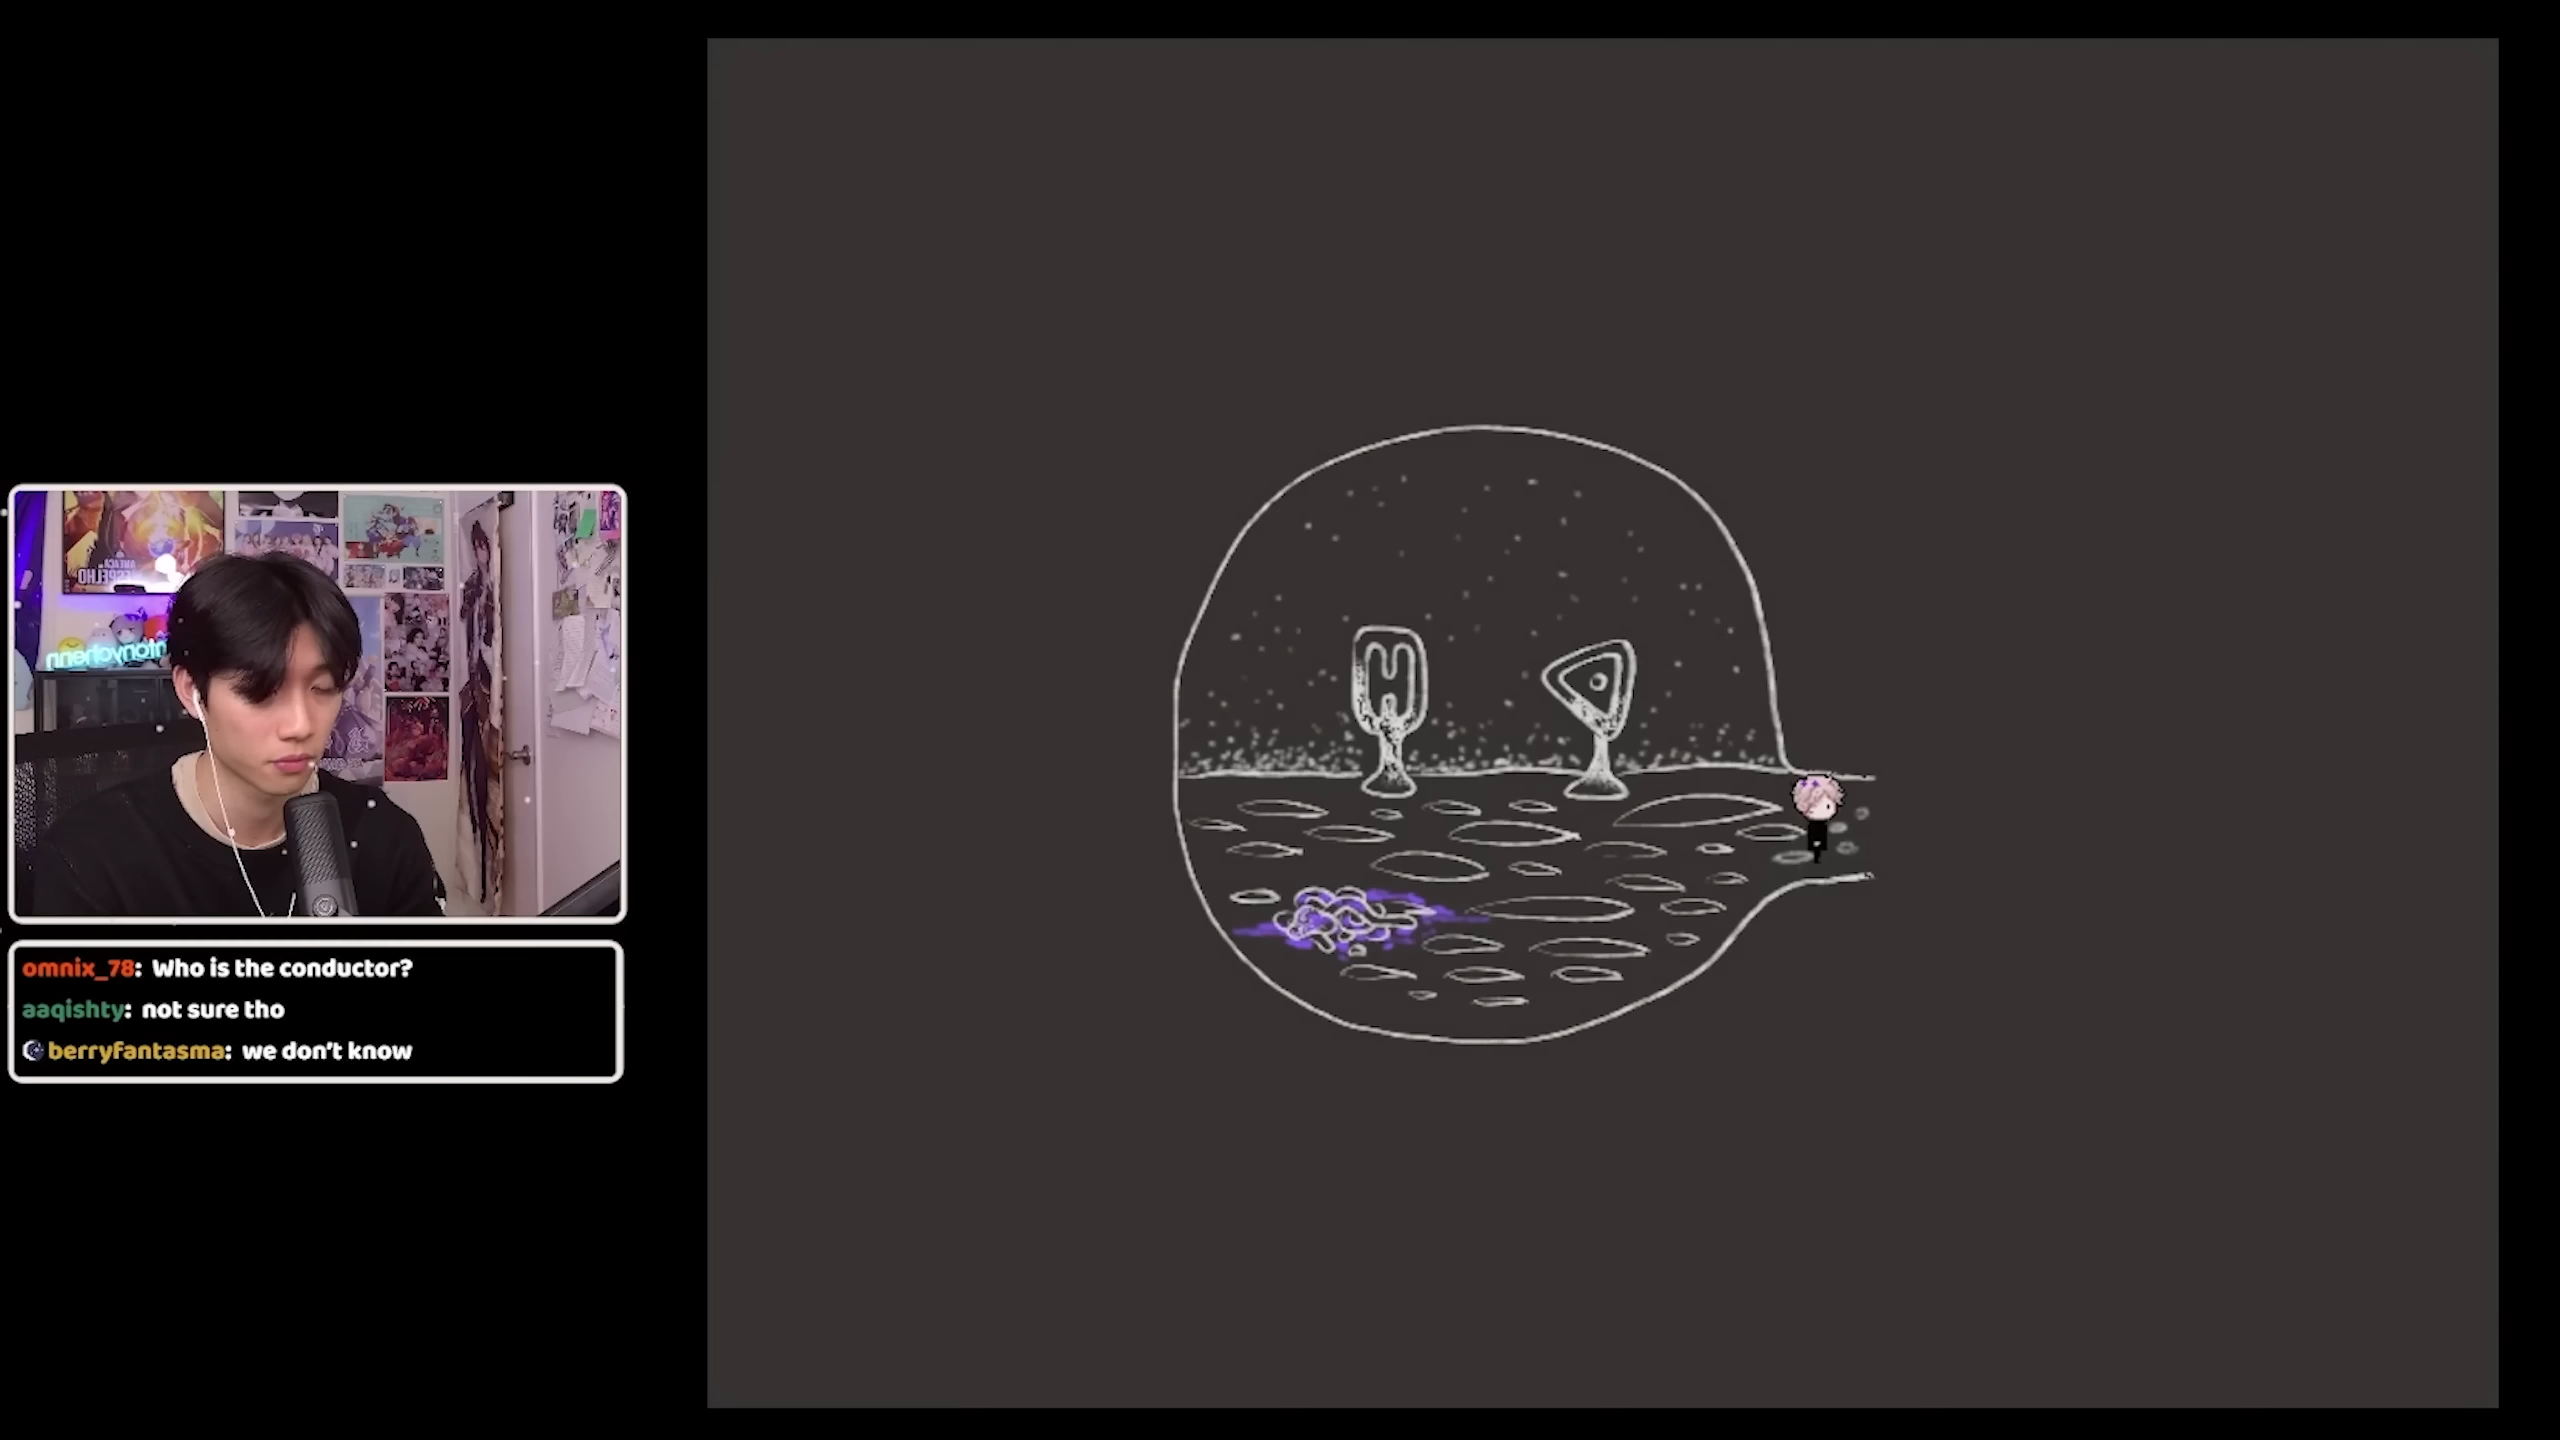 omnix_78: Who is the conductor?
aaqishty: not sure tho
berryfantasma: we don't know